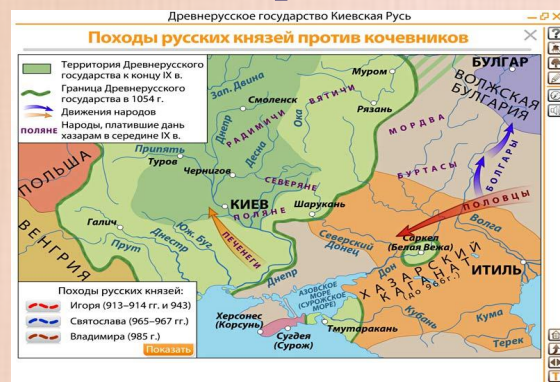 Древнерусское государство Киевская Русь
Походы русских князей против кочевников
Территория Древнерусского
государства к концу IX в.
Граница Древнерусского
государства в 1054 г.
Движения народов
ПОЛЯНЕ
Народы, платившие дань
хазарам в середине IX в.
БУЛГАР
ВОЛЖСКАЯ
БУЛГАРИЯ
Муром
Зап. Двина
Смоленск
ВЯТИЧИ
Рязань
Днепр
РАДИМИЧИ
Ока
МОРДВА
Припять
Десна
Туров
БУРТАСЫ
БОЛГАРЫ
ПОЛЬША
Чернигов
СЕВЕРЯНЕ
КИЕВ
ПОЛЯНЕ
Шарукань
ПОЛОВЦЫ
Галич
Волга
ВЕНГРИЯ
Прут
Днестр
Юж. Буг
ПЕЧЕНЕГИ
Северский
Донец
Саркел
(Белая Вежа)
Дон
ХАЗАРСКИЙ
КАГАНАТ
(до 966г.)
ИТИЛЬ
Днепр
АЗОВСКОЕ
МОРЕ
(СУРОЖСКОЕ
МОРЕ)
Херсонес
(Корсунь)
Сугдея
(Сурож)
Тмутаракань
Кубань
Кума
Терек
Походы русских князей:
Игоря (913–914 гг. и 943)
Святослава (965–967 гг.)
Владимира (985 г.)
Показать